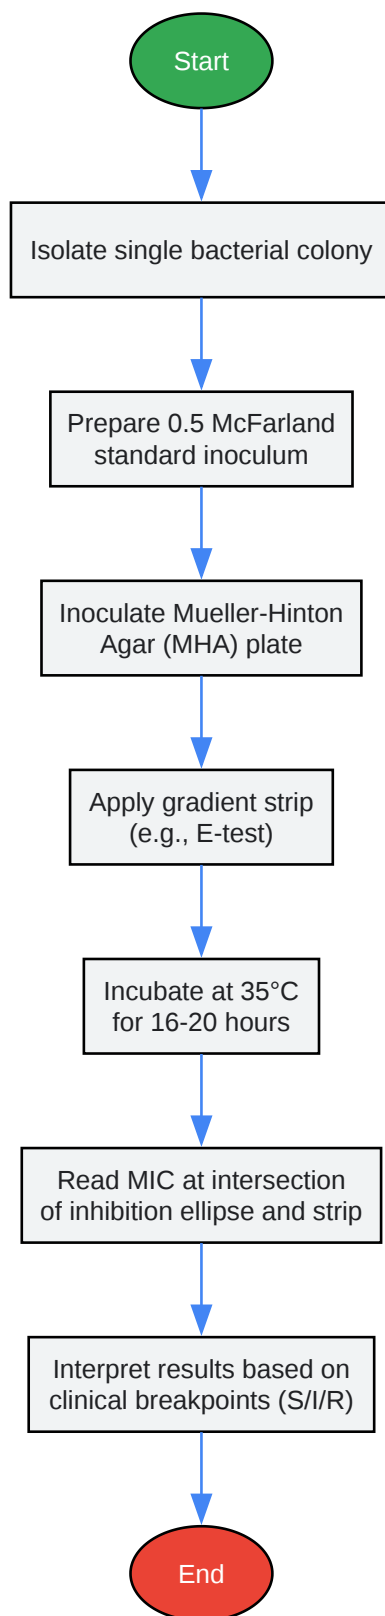 Start
Isolate single bacterial colony
Prepare 0.5 McFarland
standard inoculum
Inoculate Mueller-Hinton
Agar (MHA) plate
Apply gradient strip
(e.g., E-test)
Incubate at 35°C
for 16-20 hours
Read MIC at intersection
of inhibition ellipse and strip
Interpret results based on
clinical breakpoints (S/I/R)
End